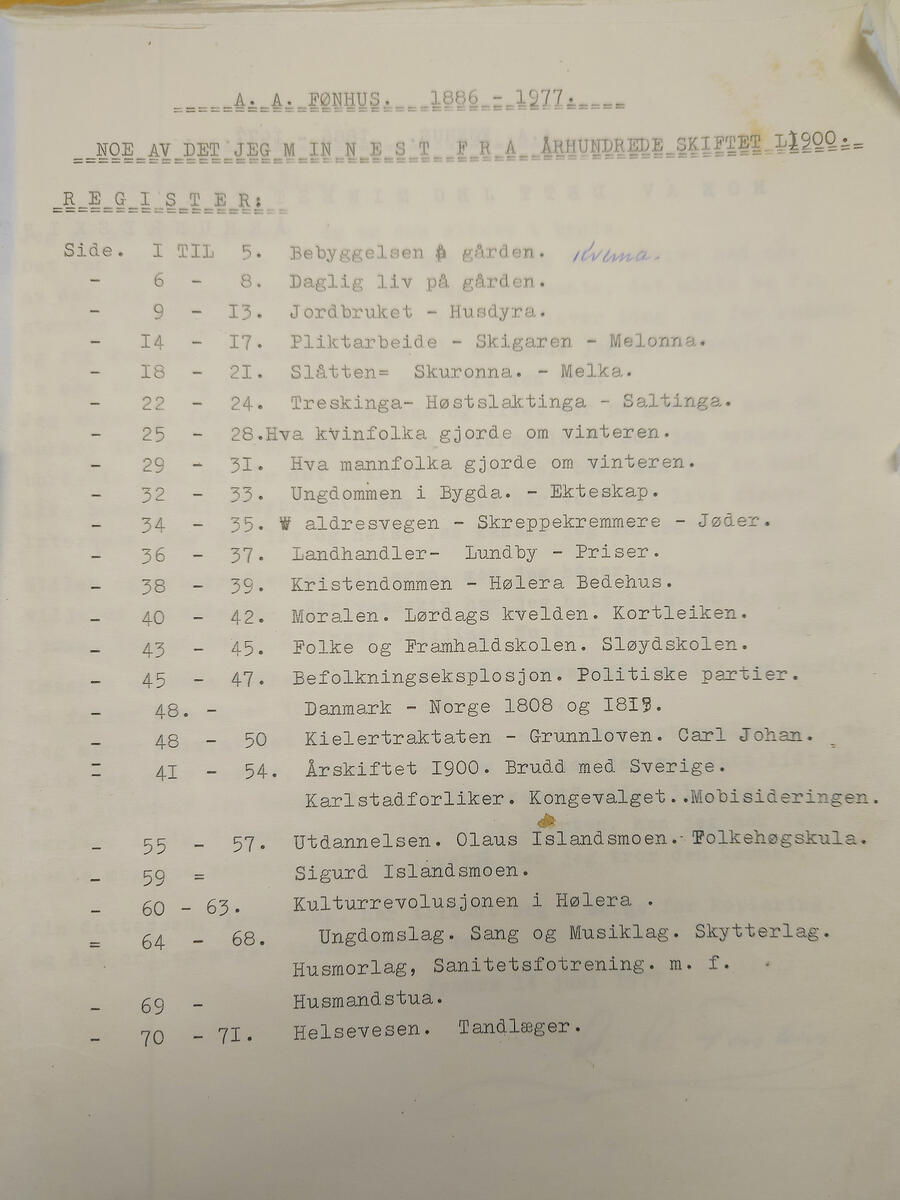 A. A. FØNHUS. 1886 - 1977.
NOE AV DET JEG M IN N E S T F R A ÅRHUNDREDE SKIFTET 1900.
R E G I S T E R:
Side. I TIL 5. Bebyggelsen på gården. Kvema.
- 6 - 8. Daglig liv på gården.
- 9 - I3. Jordbruket - Husdyra.
- I4 - I7. Pliktarbeide - Skigaren - Melonna.
- I8 - 2I. Slåtten= Skuronna. - Melka.
- 22 - 24. Treskinga- Høstslaktinga - Saltinga.
- 25 - 28.Hva kvinfolka gjorde om vinteren.
- 29 - 3I. Hva mannfolka gjorde om vinteren.
- 32 - 33. Ungdommen i Bygda. - Ekteskap.
- 34 - 35. W aldresvegen - Skreppekremmere - Jøder.
- 36 - 37. Landhandler- Lundby - Priser.
- 38 - 39. Kristendommen - Hølera Bedehus.
- 40 - 42. Moralen. Lørdags kvelden. Kortleiken.
- 43 - 45. Folke og Framhaldskolen. Sløydskolen.
- 45 - 47. Befolkningseksplosjon. Politiske partier.
- 48. - Danmark - Norge 1808 og 1813.
- 48 - 50 Kielertraktaten - Grunnloven. Carl Johan.
- 4I - 54. Årskiftet I900. Brudd med Sverige.
Karlstadforliker. Kongevalget..Mobisideringen.
- 55 - 57. Utdannelsen. Olaus Islandsmoen. Folkehøgskula.
- 59 = Sigurd Islandsmoen.
- 60 - 63. Kulturrevolusjonen i Hølera .
= 64 - 68. Ungdomslag. Sang og Musiklag. Skytterlag.
Husmorlag, Sanitetsfotrening. m. f.
- 69 - Husmandstua.
- 70 - 7I. Helsevesen. Tandlæger.